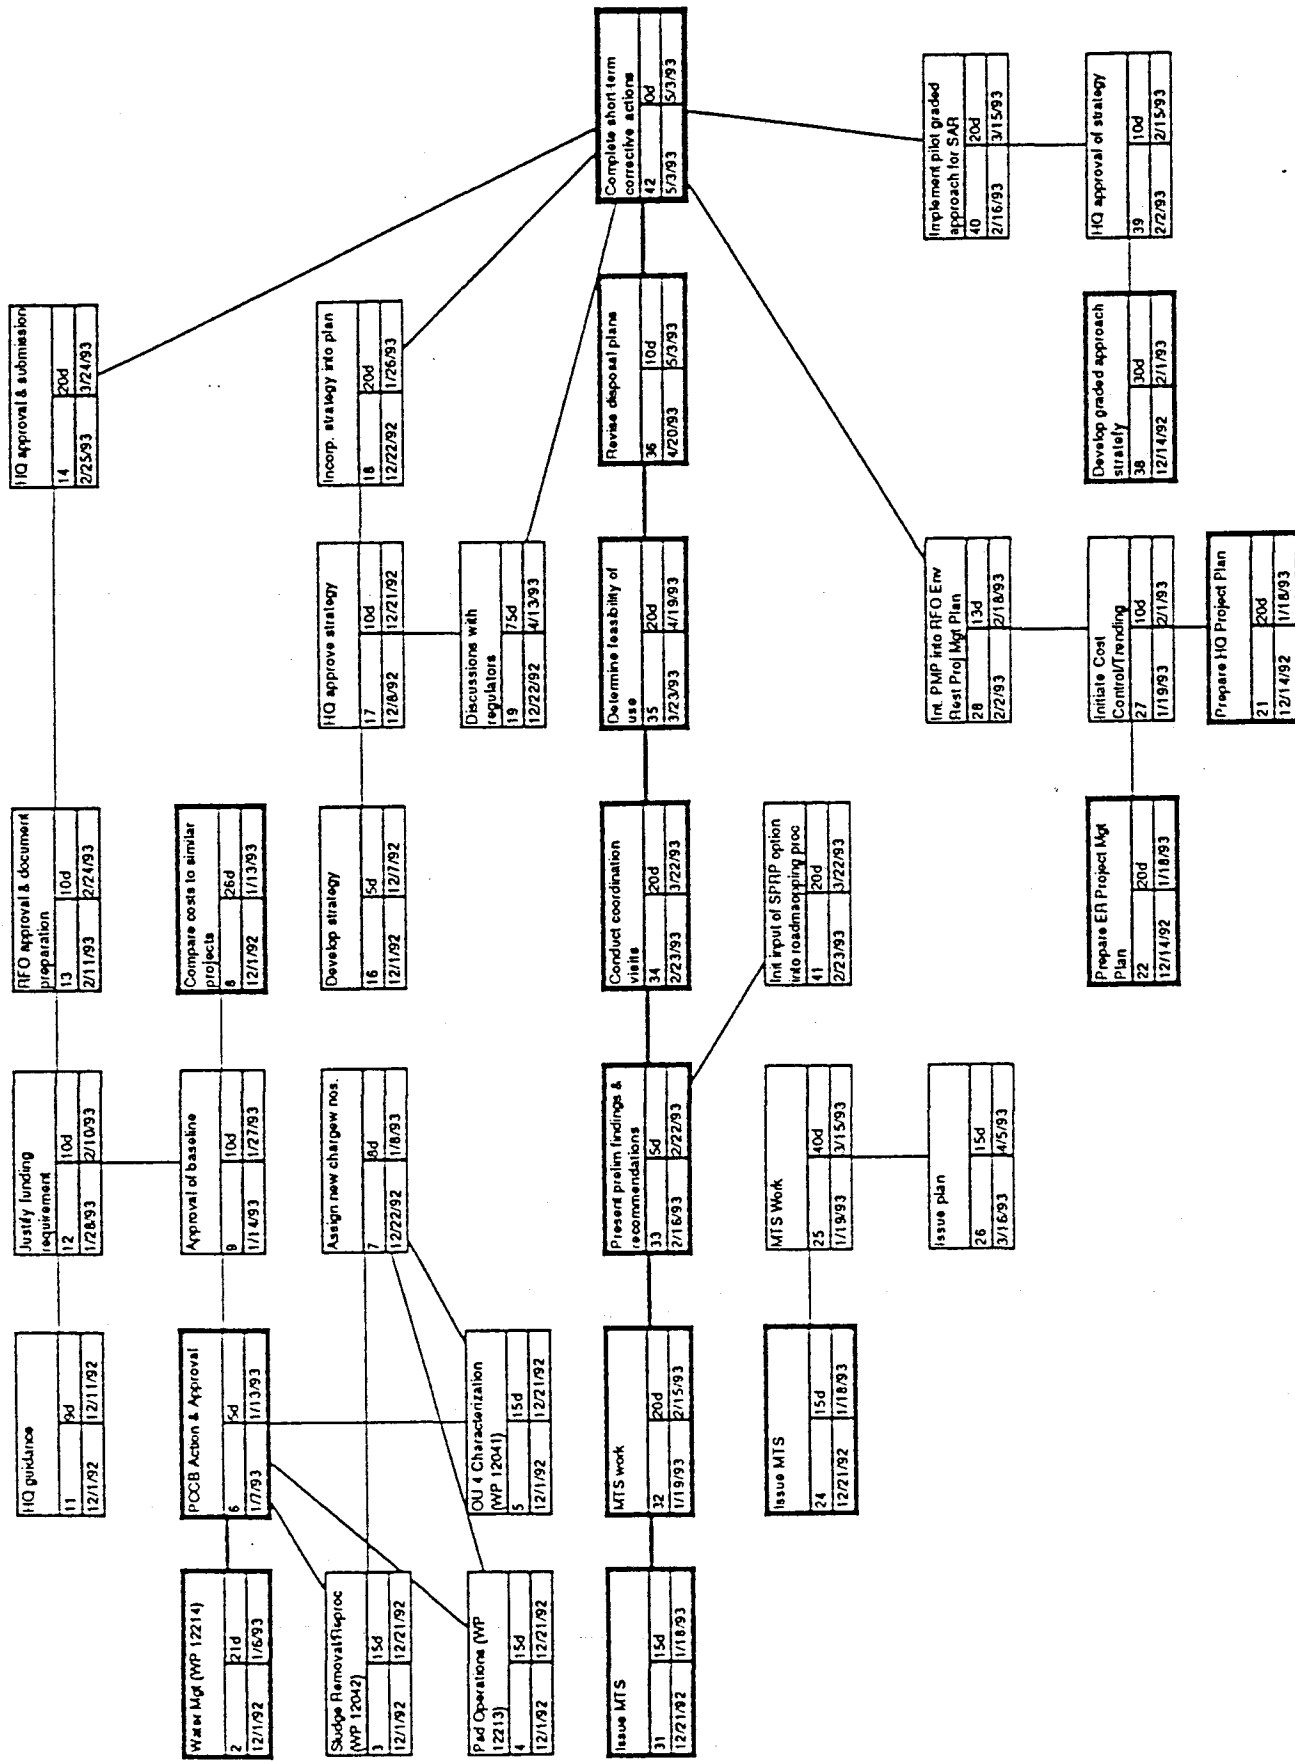 HQ guidance
11 9d
12/1/92 12/11/92
Justify funding
requirement
12 10d
1/28/93 2/10/93
RFO approval & document
preparation
13 10d
2/11/93 2/24/93
HQ approval & submission
14 20d
2/25/93 3/24/93
Water Mgt (WP 12214)
2 21d
12/1/92 1/6/93
PCCB Action & Approval
6 5d
1/7/93 1/13/93
Approval of baseline
9 10d
1/14/93 1/27/93
Compare costs to similar
projects
8 26d
12/1/92 1/13/93
Sludge Removal/Reproc
(WP 12042)
3 15d
12/1/92 12/21/92
Assign new chargew nos.
7 8d
12/22/92 1/8/93
Develop strategy
16 5d
12/1/92 12/7/92
HQ approve strategy
17 10d
12/8/92 12/21/92
Incorp. strategy into plan
18 20d
12/22/92 1/26/93
Pad Operations (WP
12213)
4 15d
12/1/92 12/21/92
OU 4 Characterization
(WP 12041)
5 15d
12/1/92 12/21/92
Discussions with
regulators
19 75d
12/22/92 4/13/93
Issue MTS
31 15d
12/21/92 1/18/93
MTS work
32 20d
1/19/93 2/15/93
Present prelim findings &
recommendations
33 5d
2/16/93 2/22/93
Conduct coordination
visits
34 20d
2/23/93 3/22/93
Determine feasibility of
use
35 20d
3/23/93 4/19/93
Revise disposal plans
36 10d
4/20/93 5/3/93
Complete short-term
corrective actions
42 0d
5/3/93 5/3/93
Issue MTS
24 15d
12/21/92 1/18/93
MTS Work
25 40d
1/19/93 3/15/93
Init input of SPRP option
into roadmaopping proc
41 20d
2/23/93 3/22/93
Issue plan
26 15d
3/16/93 4/5/93
Int. PMP into RFO Env
Rest Proj Mgt Plan
28 13d
2/2/93 2/18/93
Implement pilot graded
approach for SAR
40 20d
2/16/93 3/15/93
Prepare ER Project Mgt
Plan
22 20d
12/14/92 1/18/93
Initiate Cost
Control/Trending
27 10d
1/19/93 2/1/93
Develop graded approach
stratefy
38 30d
12/14/92 2/1/93
HQ approval of strategy
39 10d
2/2/93 2/15/93
Prepare HQ Project Plan
21 20d
12/14/92 1/18/93